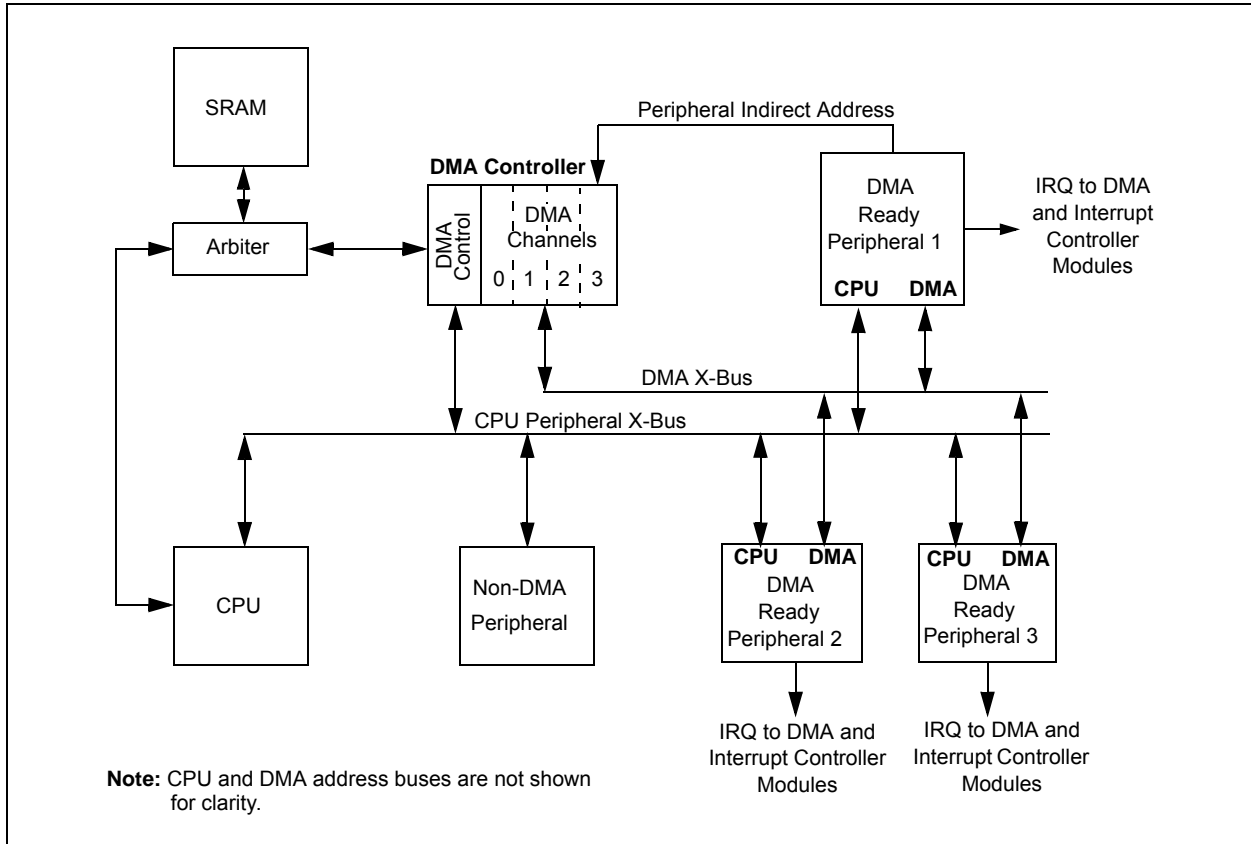 SRAM
Peripheral Indirect Address
DMA Controller
DMA
Ready
Peripheral 1
CPU DMA
IRQ to DMA
and Interrupt
Controller
Modules
Arbiter
DMA
Control
DMA
Channels
0 1 2 3
DMA X-Bus
CPU Peripheral X-Bus
CPU
Non-DMA
Peripheral
CPU DMA
DMA
Ready
Peripheral 2
CPU DMA
DMA
Ready
Peripheral 3
IRQ to DMA and
Interrupt Controller
Modules
IRQ to DMA and
Interrupt Controller
Modules
Note: CPU and DMA address buses are not shown
for clarity.